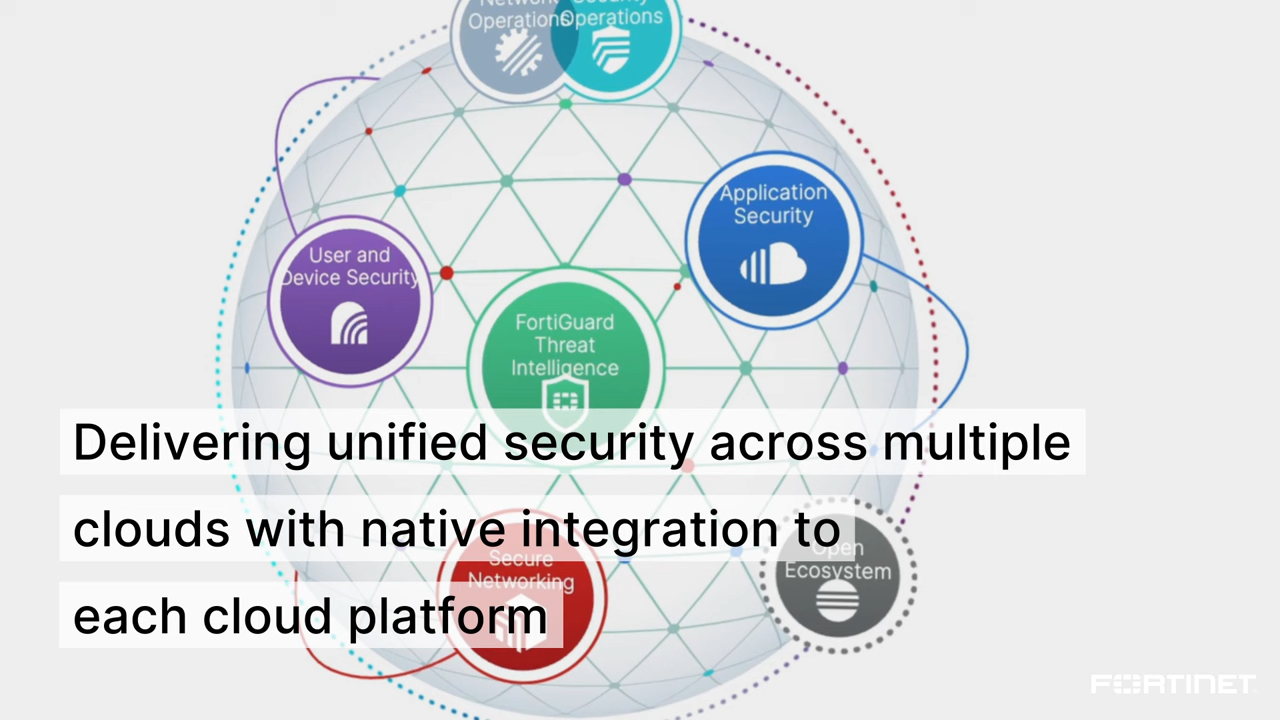 Network
Operations
Security
Operations
Application
Security
User and
Device Security
FortiGuard
Threat
Intelligence
Delivering unified security across multiple
clouds with native integration to
each cloud platform
Secure
Networking
Open
Ecosystem
FORTINET